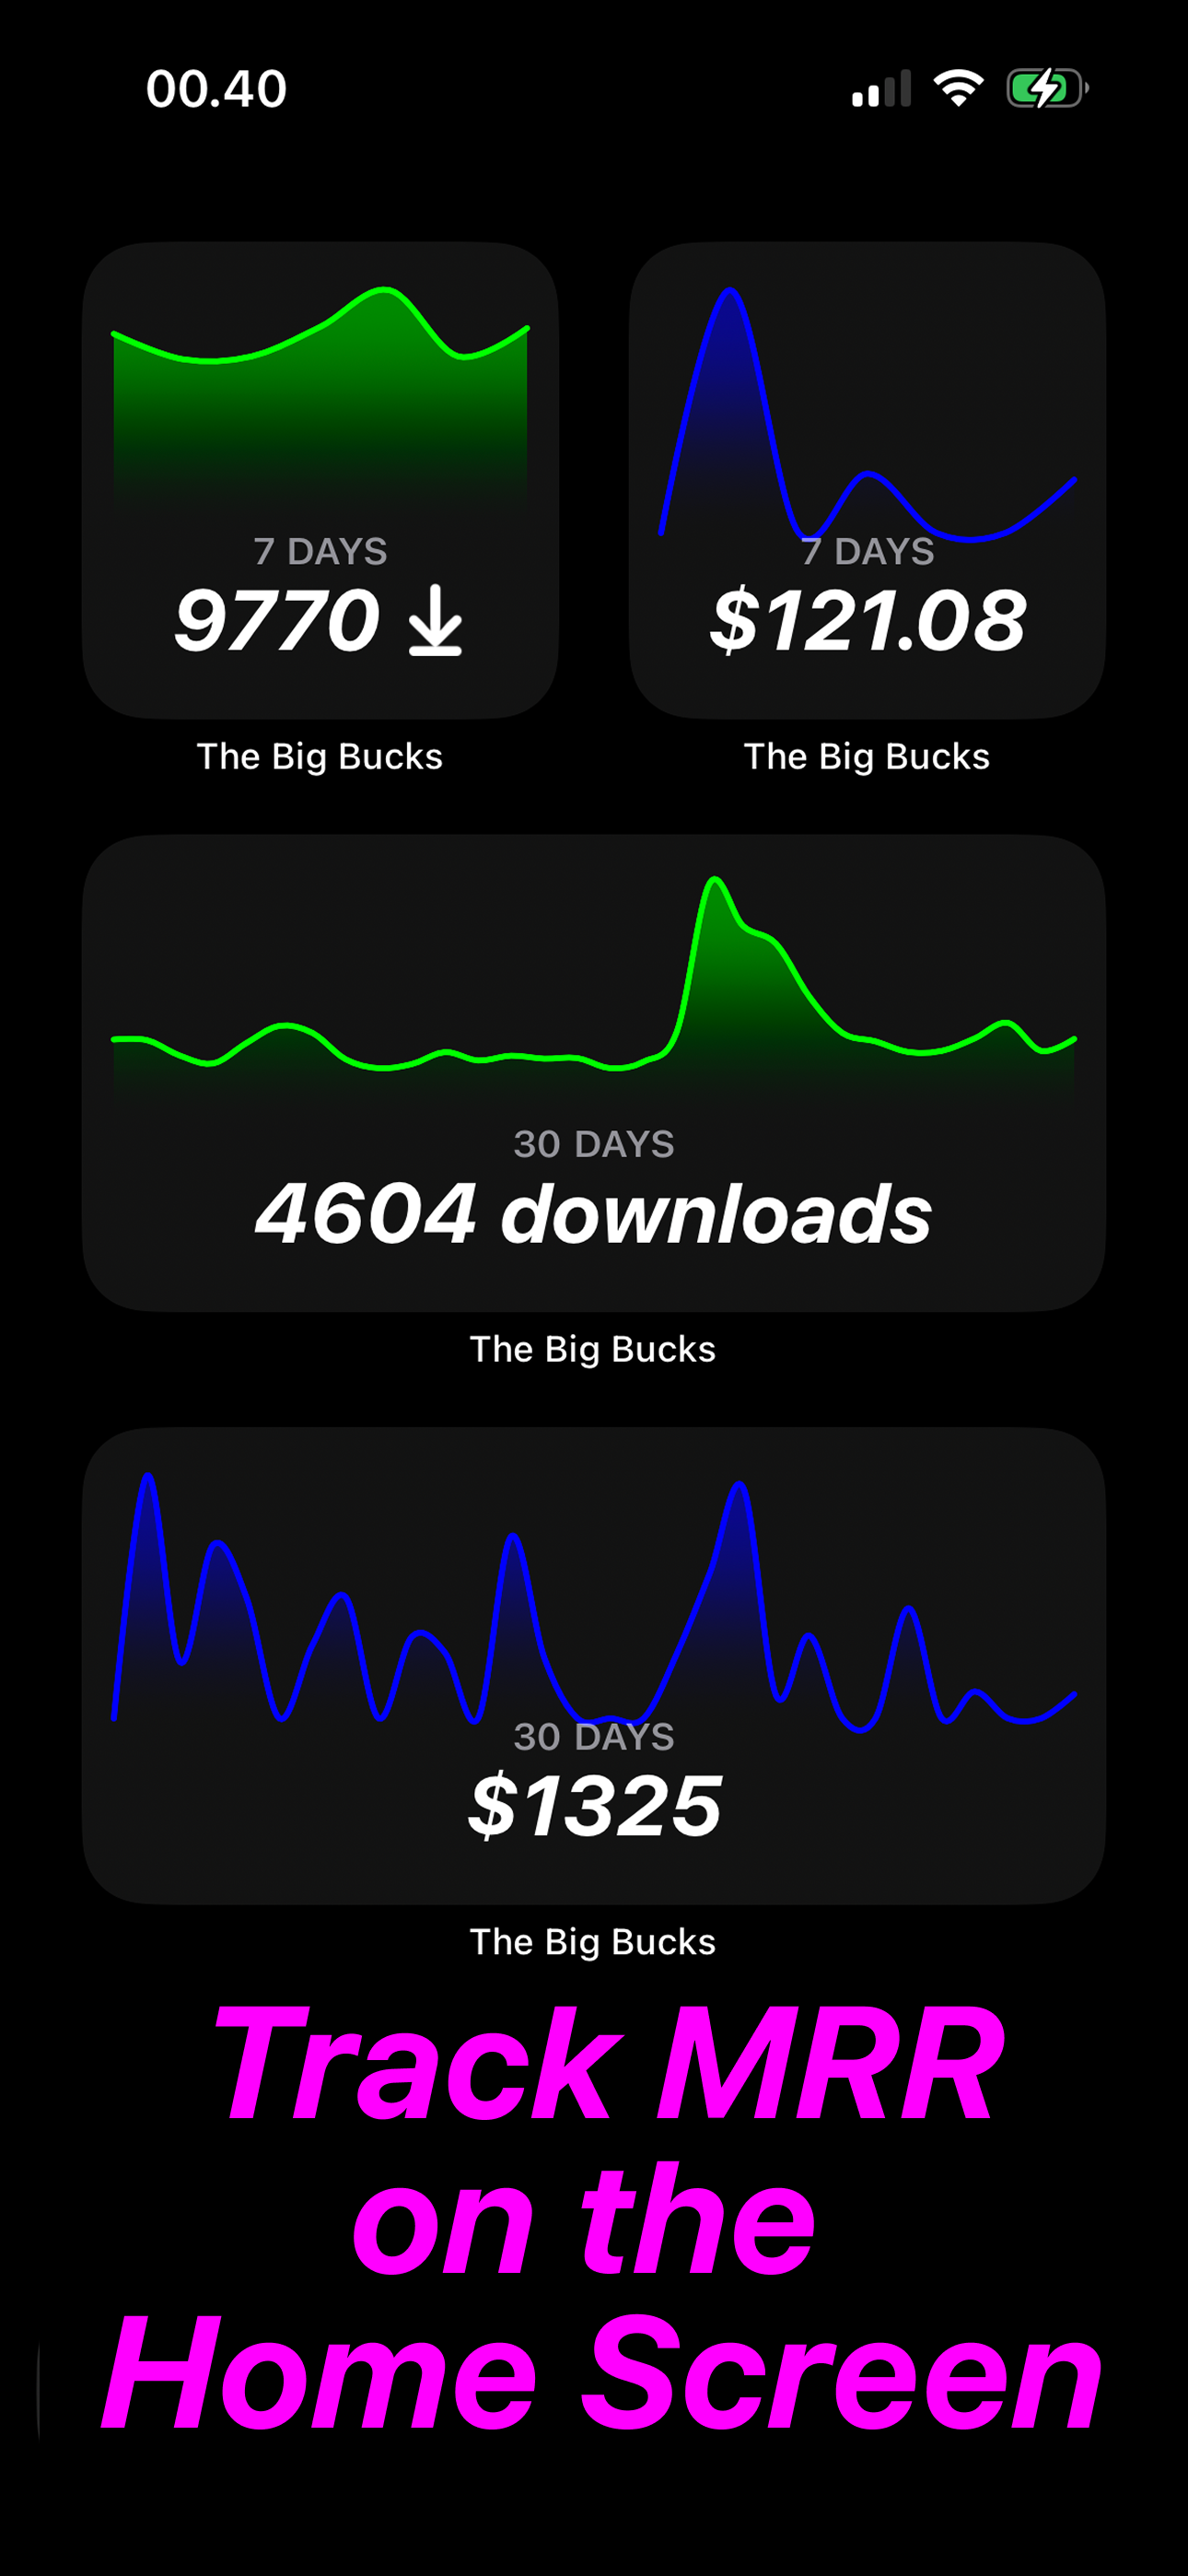 00.40
7 DAYS
9770
The Big Bucks
7 DAYS
$121.08
The Big Bucks
30 DAYS
4604 downloads
The Big Bucks
30 DAYS
$1325
The Big Bucks
Track MRR
on the
Home Screen